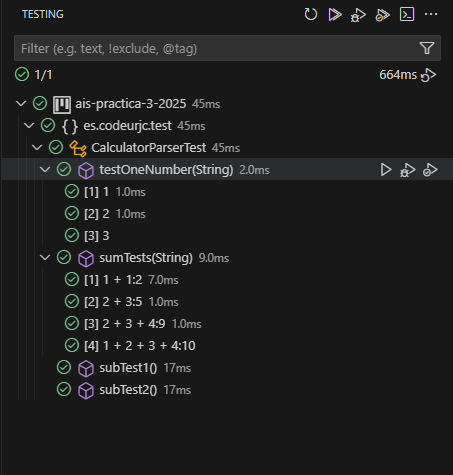 TESTING
Filter (e.g. text, !exclude, @tag)
1/1 664ms
ais-practica-3-2025 45ms
{ } es.codeurjc.test 45ms
CalculatorParserTest 45ms
testOneNumber(String) 2.0ms
[1] 1 1.0ms
[2] 2 1.0ms
[3] 3
sumTests(String) 9.0ms
[1] 1 + 1:2 7.0ms
[2] 2 + 3:5 1.0ms
[3] 2 + 3 + 4:9 1.0ms
[4] 1 + 2 + 3 + 4:10
subTest1() 17ms
subTest2() 17ms